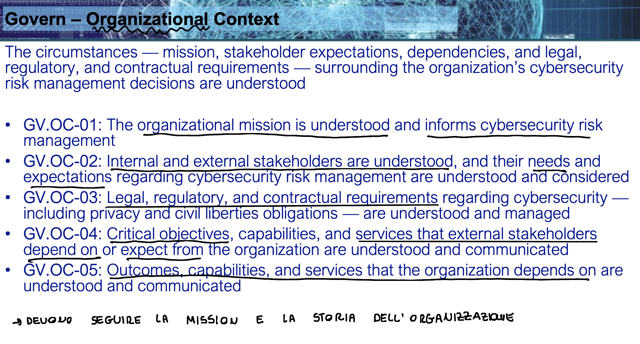 Govern – Organizational Context
The circumstances — mission, stakeholder expectations, dependencies, and legal,
regulatory, and contractual requirements — surrounding the organization's cybersecurity
risk management decisions are understood
• GV.OC-01: The organizational mission is understood and informs cybersecurity risk
management
• GV.OC-02: Internal and external stakeholders are understood, and their needs and
expectations regarding cybersecurity risk management are understood and considered
• GV.OC-03: Legal, regulatory, and contractual requirements regarding cybersecurity —
including privacy and civil liberties obligations — are understood and managed
• GV.OC-04: Critical objectives, capabilities, and services that external stakeholders
depend on or expect from the organization are understood and communicated
• GV.OC-05: Outcomes, capabilities, and services that the organization depends on are
understood and communicated
→ DEVONO SEGUIRE LA MISSION E LA STORIA DELL'ORGANIZZAZIONE